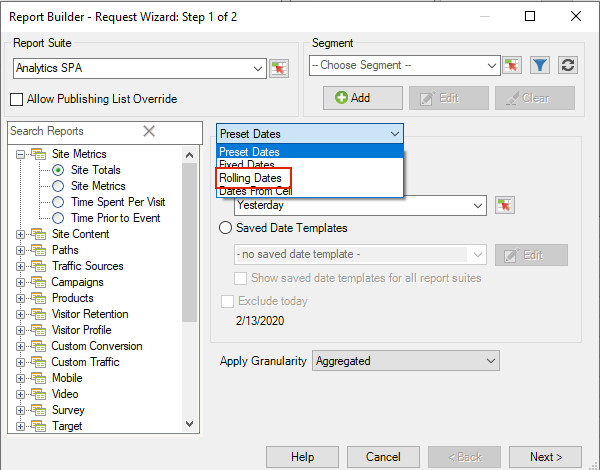 Report Builder - Request Wizard: Step 1 of 2
Report Suite
Analytics SPA
Allow Publishing List Override
Segment
-- Choose Segment --
Add
Edit
Clear
Search Reports
Site Metrics
Site Totals
Site Metrics
Time Spent Per Visit
Time Prior to Event
Site Content
Paths
Traffic Sources
Campaigns
Products
Visitor Retention
Visitor Profile
Custom Conversion
Custom Traffic
Mobile
Video
Survey
Target
Preset Dates
Preset Dates
Fixed Dates
Rolling Dates
Dates From Cell
Yesterday
Saved Date Templates
- no saved date template -
Edit
Show saved date templates for all report suites
Exclude today
2/13/2020
Apply Granularity Aggregated
Help
Cancel
< Back
Next >